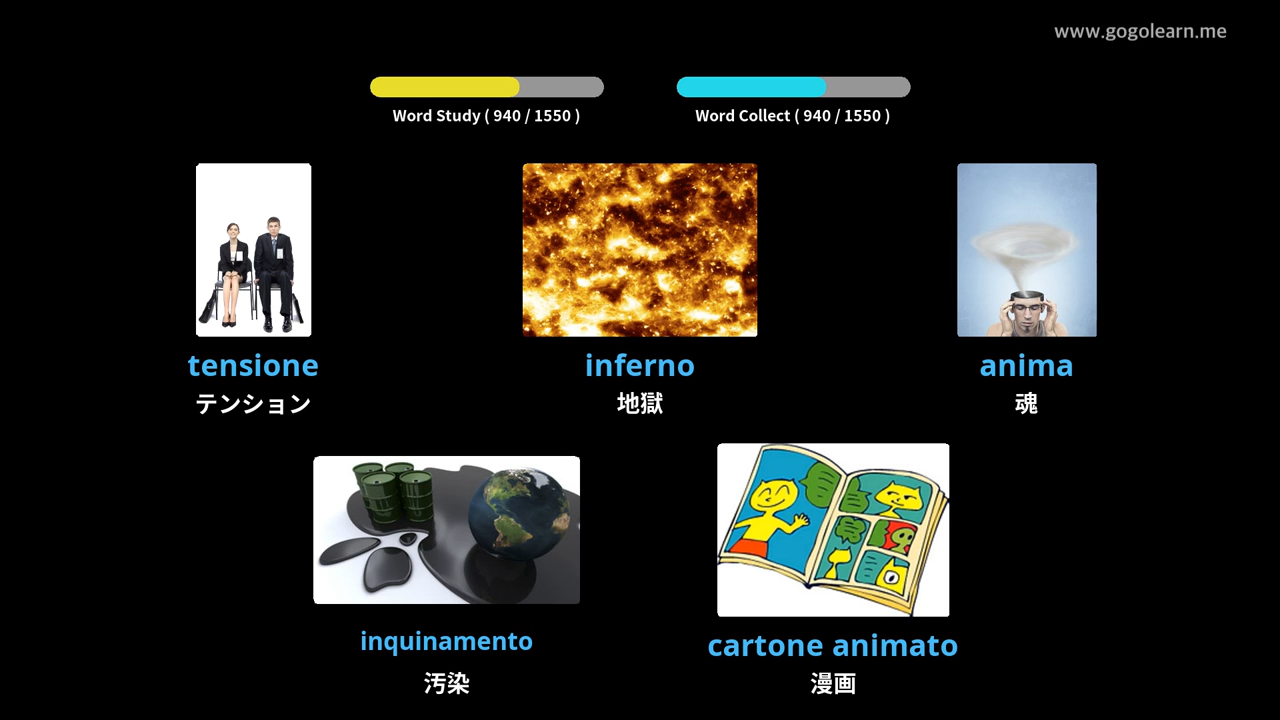 www.gogolearn.me
Word Study ( 940 / 1550 )
Word Collect ( 940 / 1550 )
tensione
テンション
inferno
地獄
anima
魂
inquinamento
汚染
cartone animato
漫画